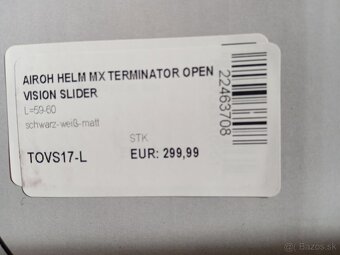 AIROH HELM MX TERMINATOR OPEN
VISION SLIDER
L=59-60
schwarz-weiß-matt
STK
TOVS17-L
EUR: 299,99
22463708
Bazos.sk